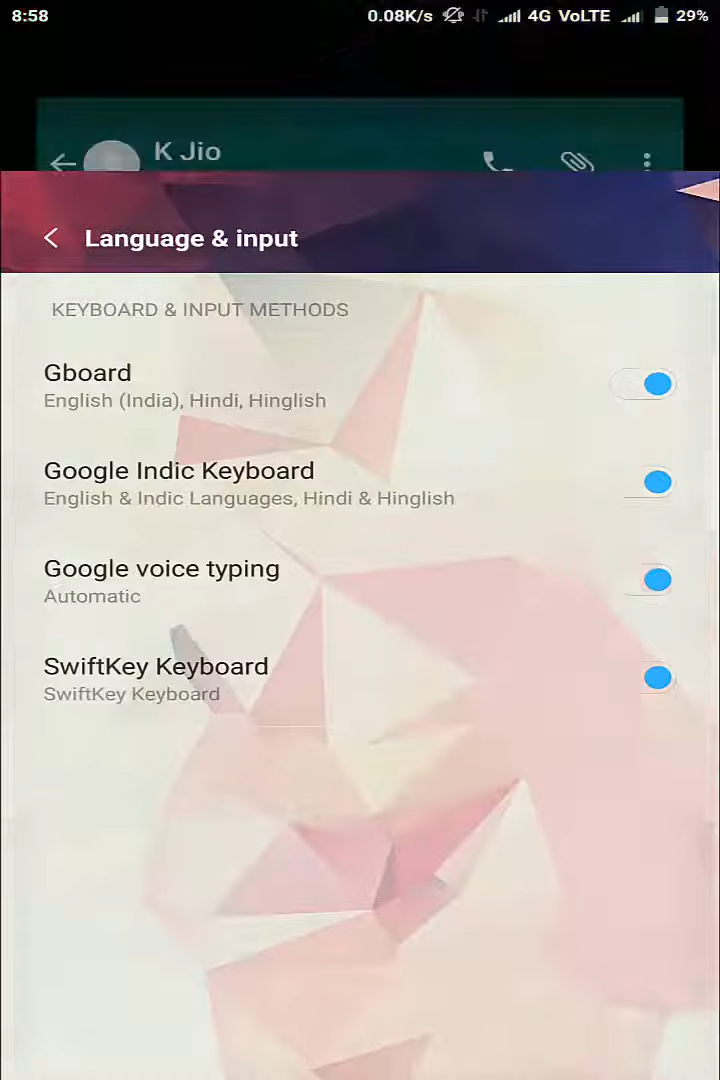 8:58
0.08K/s 4G VoLTE 29%
K Jio
Language & input
KEYBOARD & INPUT METHODS
Gboard
English (India), Hindi, Hinglish
Google Indic Keyboard
English & Indic Languages, Hindi & Hinglish
Google voice typing
Automatic
SwiftKey Keyboard
SwiftKey Keyboard